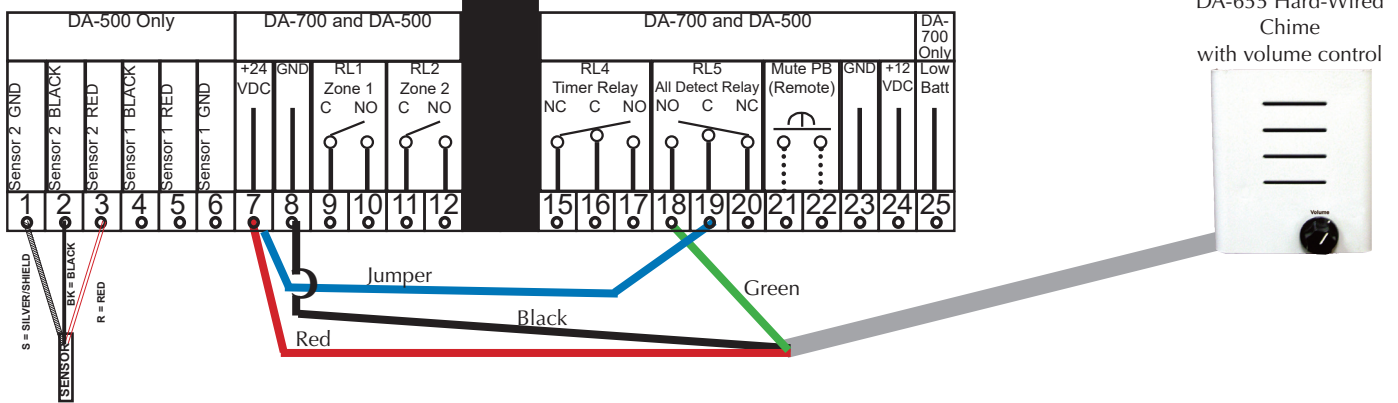 DA-500 Only
DA-700 and DA-500
DA-700 and DA-500
DA-
700
Only
DA-655 Hard-Wired
Chime
with volume control
Sensor 2 GND
Sensor 2 BLACK
Sensor 2 RED
Sensor 1 BLACK
Sensor 1 RED
Sensor 1 GND
+24
VDC
GND
RL1
Zone 1
C NO
RL2
Zone 2
C NO
RL4
Timer Relay
NC C NO
RL5
All Detect Relay
NO C NC
Mute PB
(Remote)
GND
+12
VDC
Low
Batt
1 2 3 4 5 6 7 8 9 10 11 12 15 16 17 18 19 20 21 22 23 24 25
Volume
S = SILVER/SHIELD
BK = BLACK
R = RED
SENSOR
Jumper
Green
Black
Red